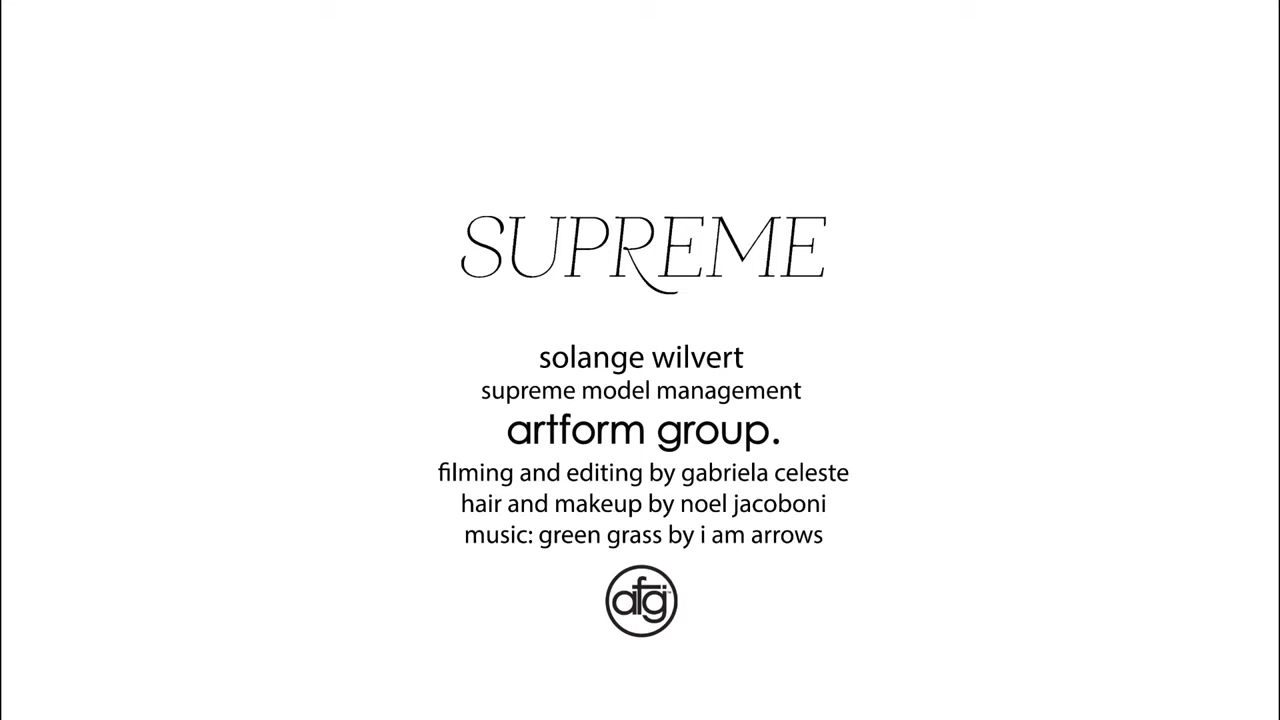 SUPREME
solange wilvert
supreme model management
artform group.
filming and editing by gabriela celeste
hair and makeup by noel jacoboni
music: green grass by i am arrows
afg